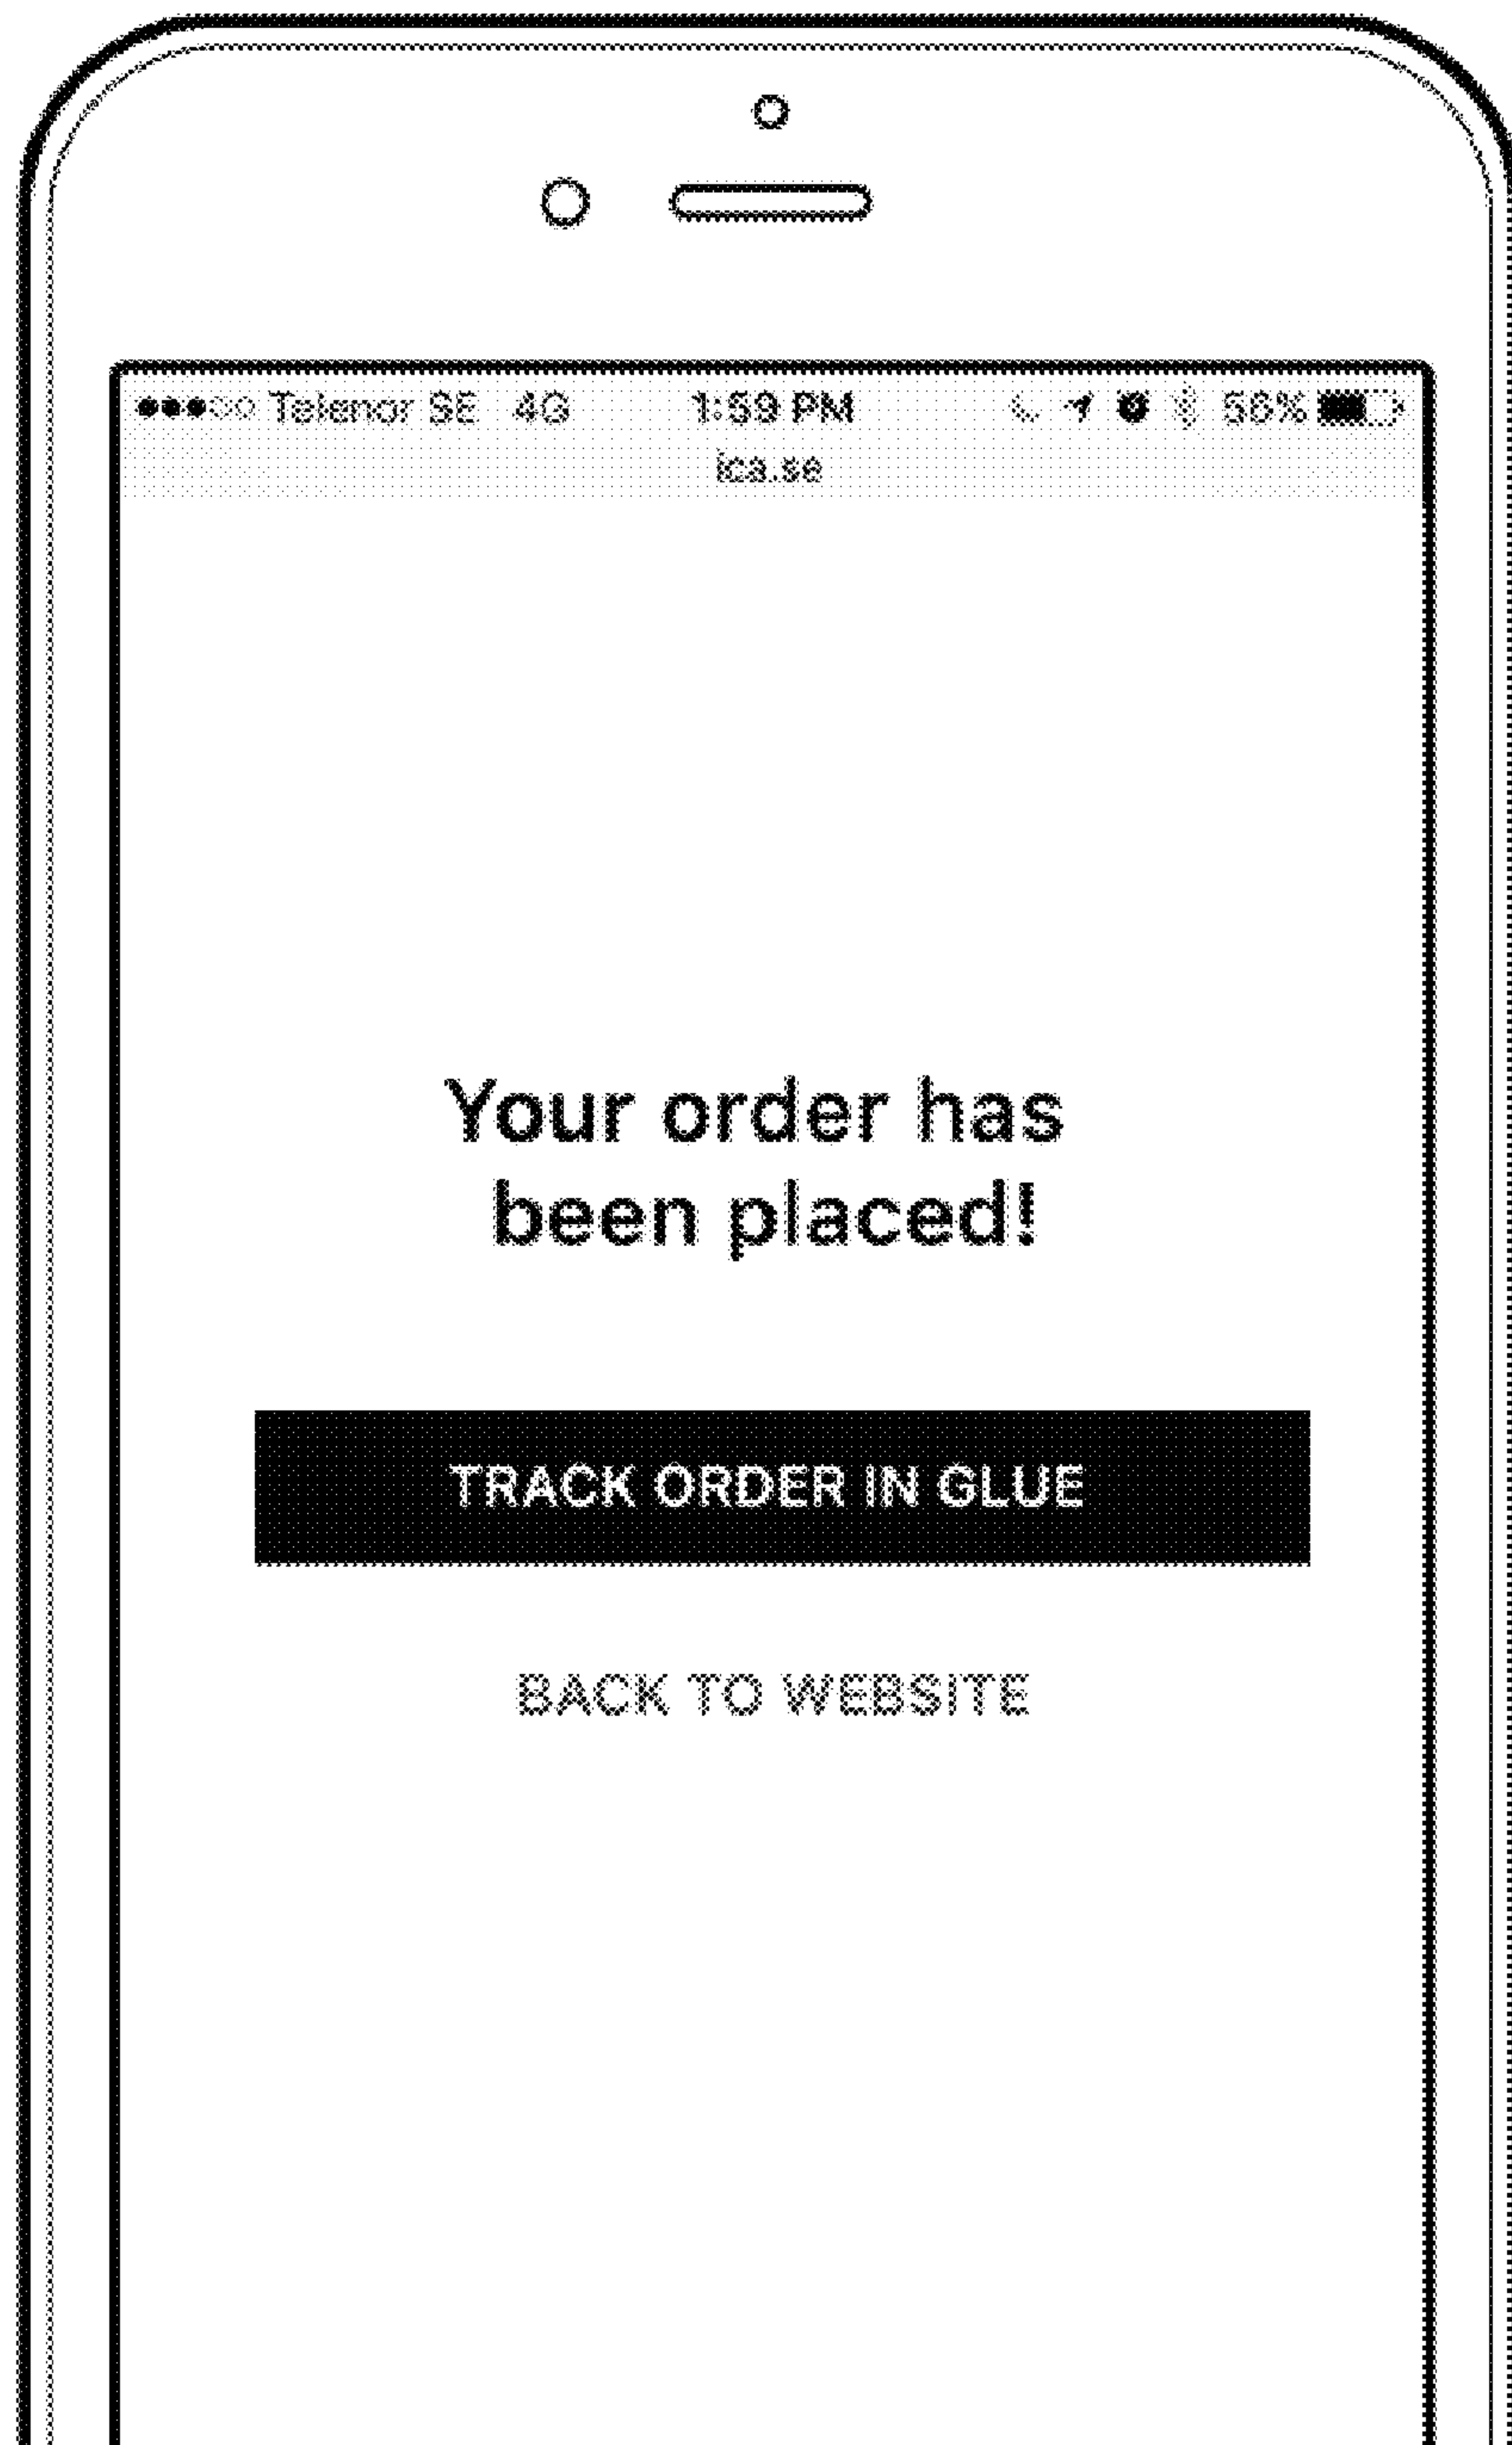 Telenor SE 4G 1:59 PM 56%
ica.se
Your order has
been placed!
TRACK ORDER IN GLUE
BACK TO WEBSITE